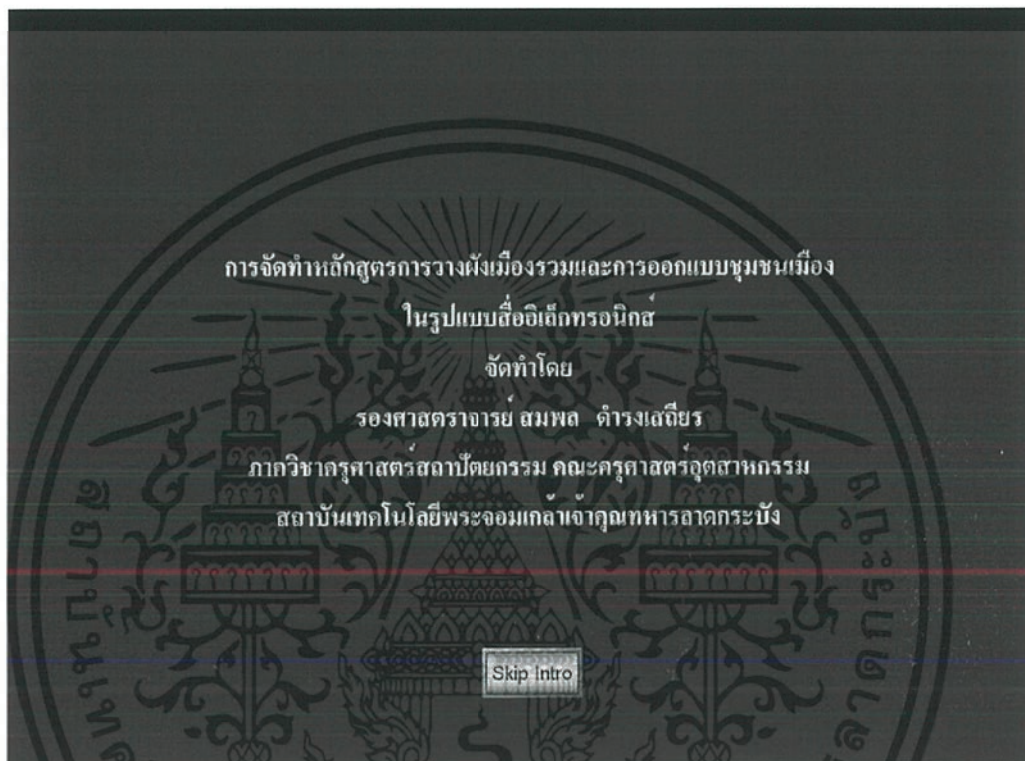 การจัดทำหลักสูตรการวางผังเมืองรวมและการออกแบบชุมชนเมือง
ในรูปแบบสื่ออิเล็กทรอนิกส์
จัดทำโดย
รองศาสตราจารย์ สมพล ดำรงเสถียร
ภาควิชาครุศาสตร์สถาปัตยกรรม คณะครุศาสตร์อุตสาหกรรม
สถาบันเทคโนโลยีพระจอมเกล้าเจ้าคุณทหารลาดกระบัง
Skip Intro